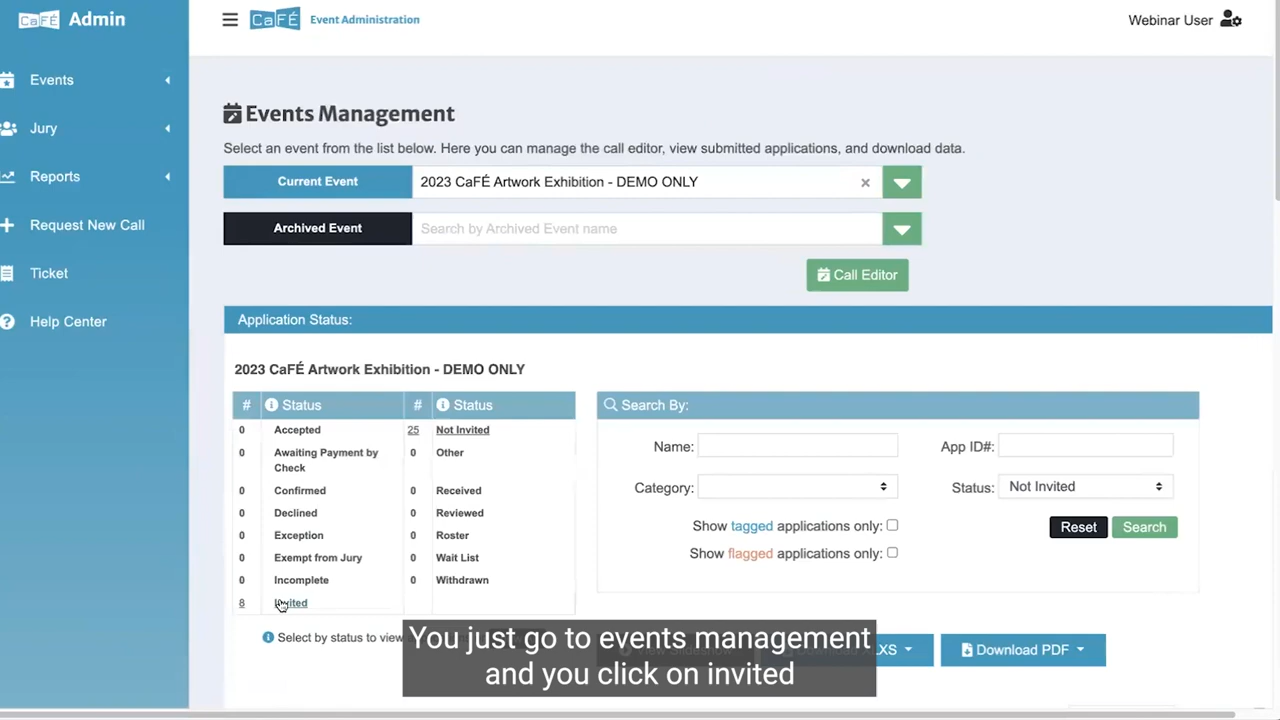 CaFÉ Admin
CaFÉ Event Administration
Webinar User
Events
Jury
Reports
Request New Call
Ticket
Help Center
Events Management
Select an event from the list below. Here you can manage the call editor, view submitted applications, and download data.
Current Event 2023 CaFÉ Artwork Exhibition - DEMO ONLY ×
Archived Event Search by Archived Event name
Call Editor
Application Status:
2023 CaFÉ Artwork Exhibition - DEMO ONLY
# Status # Status
0 Accepted 25 Not Invited
0 Awaiting Payment by Check 0 Other
0 Confirmed 0 Received
0 Declined 0 Reviewed
0 Exception 0 Roster
0 Exempt from Jury 0 Wait List
0 Incomplete 0 Withdrawn
8 Invited
Select by status to view
Search By:
Name: App ID#:
Category: Status: Not Invited
Show tagged applications only:
Show flagged applications only:
Reset Search
XLXS Download PDF
You just go to events management
and you click on invited